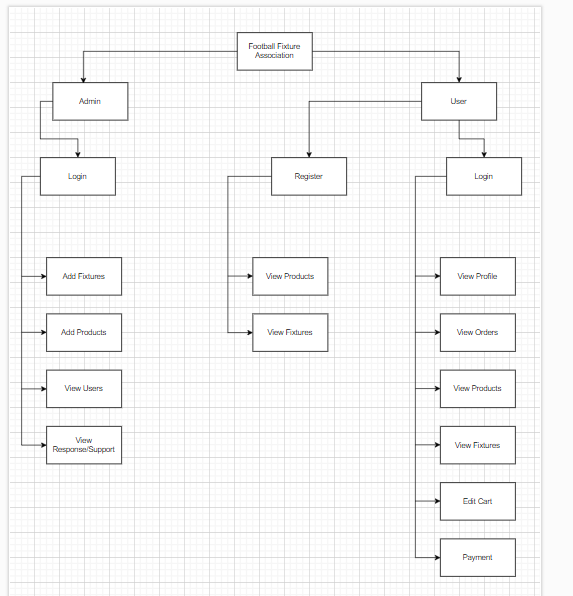 Football Fixture
Association
Admin
User
Login
Register
Login
Add Fixtures
View Products
View Profile
Add Products
View Fixtures
View Orders
View Users
View Products
View
Response/Support
View Fixtures
Edit Cart
Payment